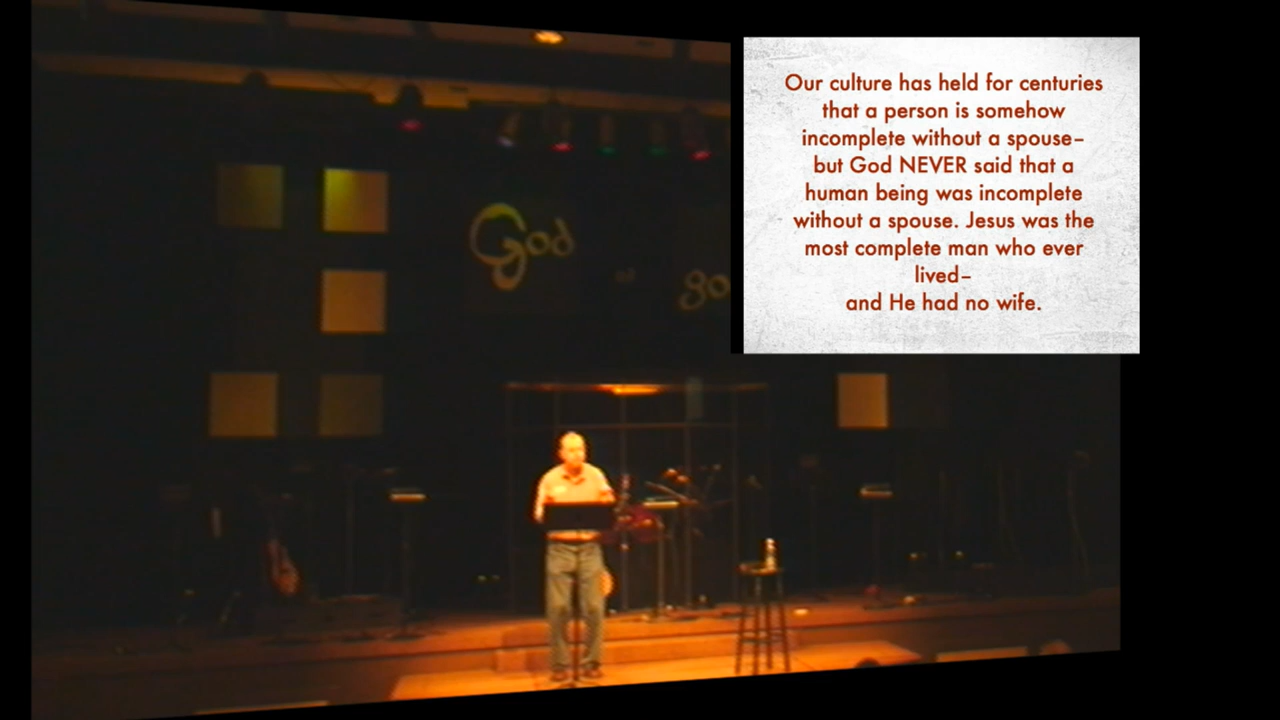 Our culture has held for centuries
that a person is somehow
incomplete without a spouse–
but God NEVER said that a
human being was incomplete
without a spouse. Jesus was the
most complete man who ever
lived–
and He had no wife.
God